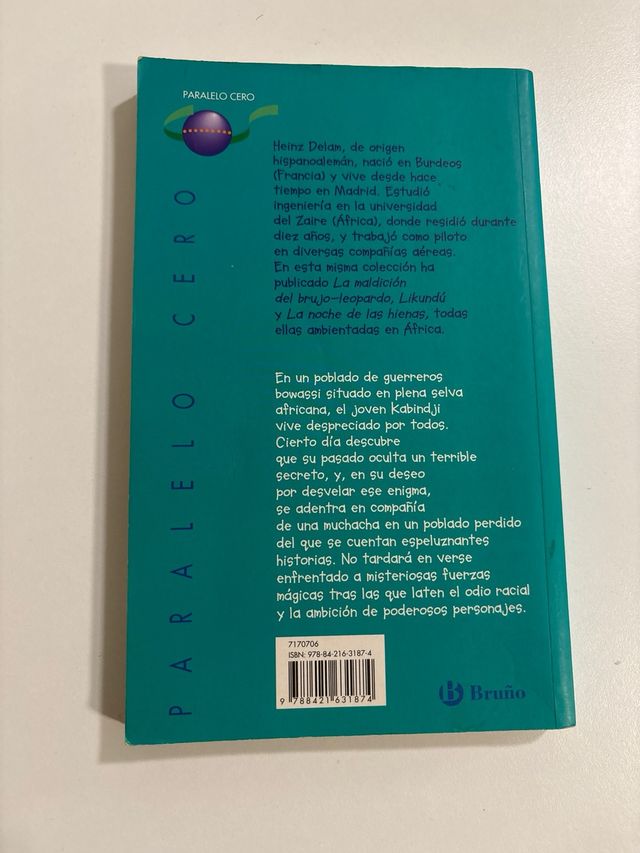 PARALELO CERO
PARALELO CERO
Heinz Delam, de origen
hispanoalemán, nació en Burdeos
(Francia) y vive desde hace
tiempo en Madrid. Estudió
ingeniería en la universidad
del Zaire (África), donde residió durante
diez años, y trabajó como piloto
en diversas compañías aéreas.
En esta misma colección ha
publicado La maldición
del brujo-leopardo, Likundú
y La noche de las hienas, todas
ellas ambientadas en África.
En un poblado de guerreros
bowassi situado en plena selva
africana, el joven Kabindji
vive despreciado por todos.
Cierto día descubre
que su pasado oculta un terrible
secreto, y, en su deseo
por desvelar ese enigma,
se adentra en compañía
de una muchacha en un poblado perdido
del que se cuentan espeluznantes
historias. No tardará en verse
enfrentado a misteriosas fuerzas
mágicas tras las que laten el odio racial
y la ambición de poderosos personajes.
7170706
ISBN: 978-84-216-3187-4
9 788421 631874
Bruño